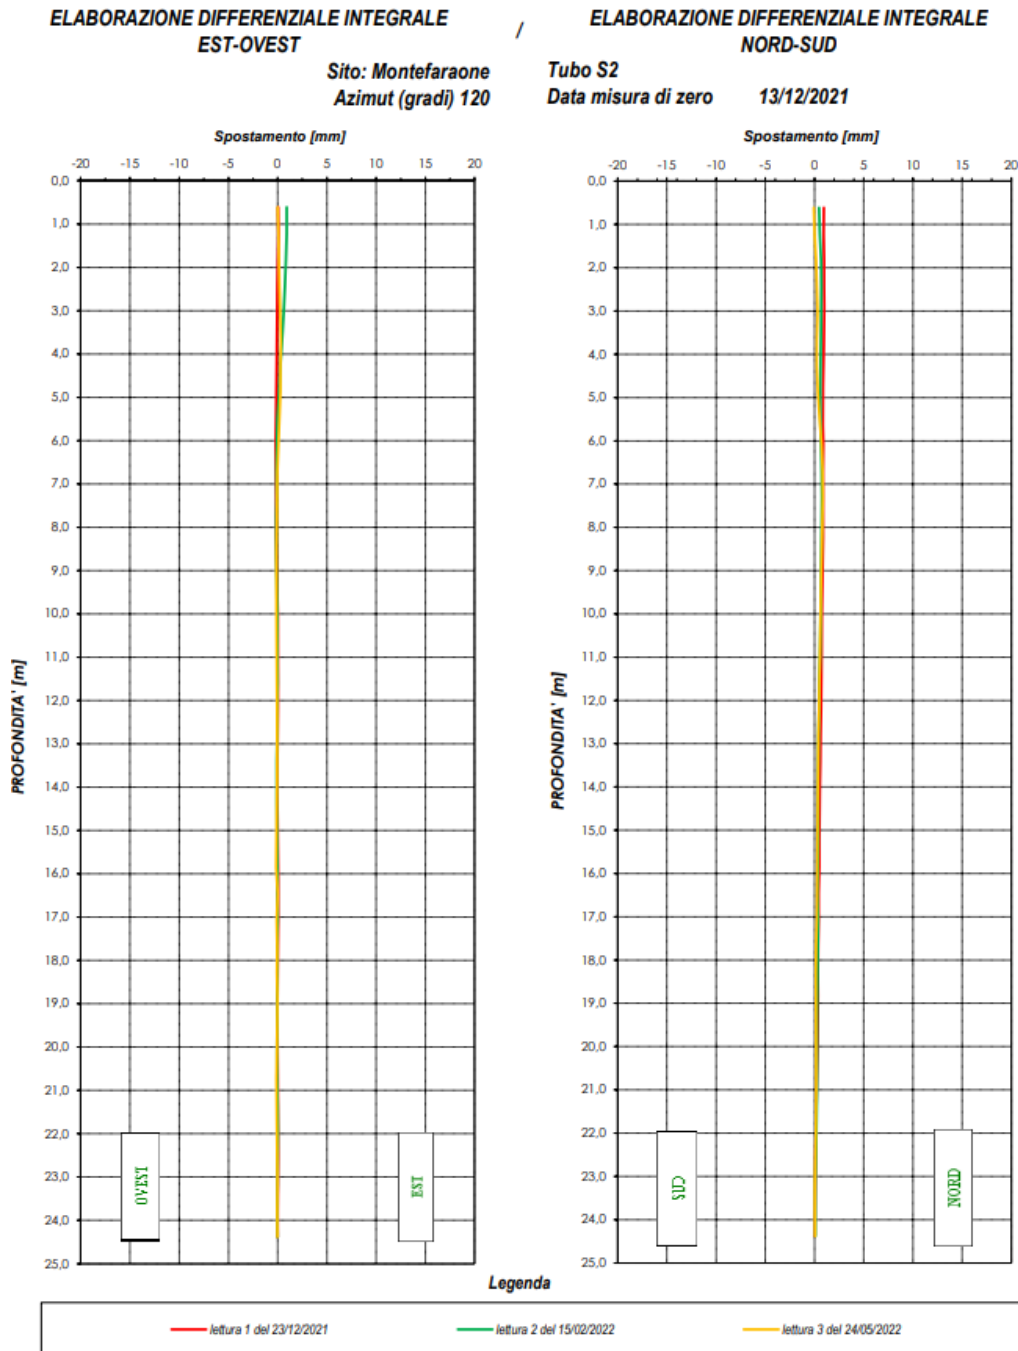 ELABORAZIONE DIFFERENZIALE INTEGRALE
EST-OVEST
/
ELABORAZIONE DIFFERENZIALE INTEGRALE
NORD-SUD
Sito: Montefaraone
Azimut (gradi) 120
Tubo S2
Data misura di zero 13/12/2021
Spostamento [mm]
-20 -15 -10 -5 0 5 10 15 20
0,0
1,0
2,0
3,0
4,0
5,0
6,0
7,0
8,0
9,0
10,0
11,0
12,0
13,0
14,0
15,0
16,0
17,0
18,0
19,0
20,0
21,0
22,0
23,0
24,0
25,0
PROFONDITA' [m]
OVEST
EST
Spostamento [mm]
-20 -15 -10 -5 0 5 10 15 20
0,0
1,0
2,0
3,0
4,0
5,0
6,0
7,0
8,0
9,0
10,0
11,0
12,0
13,0
14,0
15,0
16,0
17,0
18,0
19,0
20,0
21,0
22,0
23,0
24,0
25,0
PROFONDITA' [m]
SUD
NORD
Legenda
lettura 1 del 23/12/2021
lettura 2 del 15/02/2022
lettura 3 del 24/05/2022